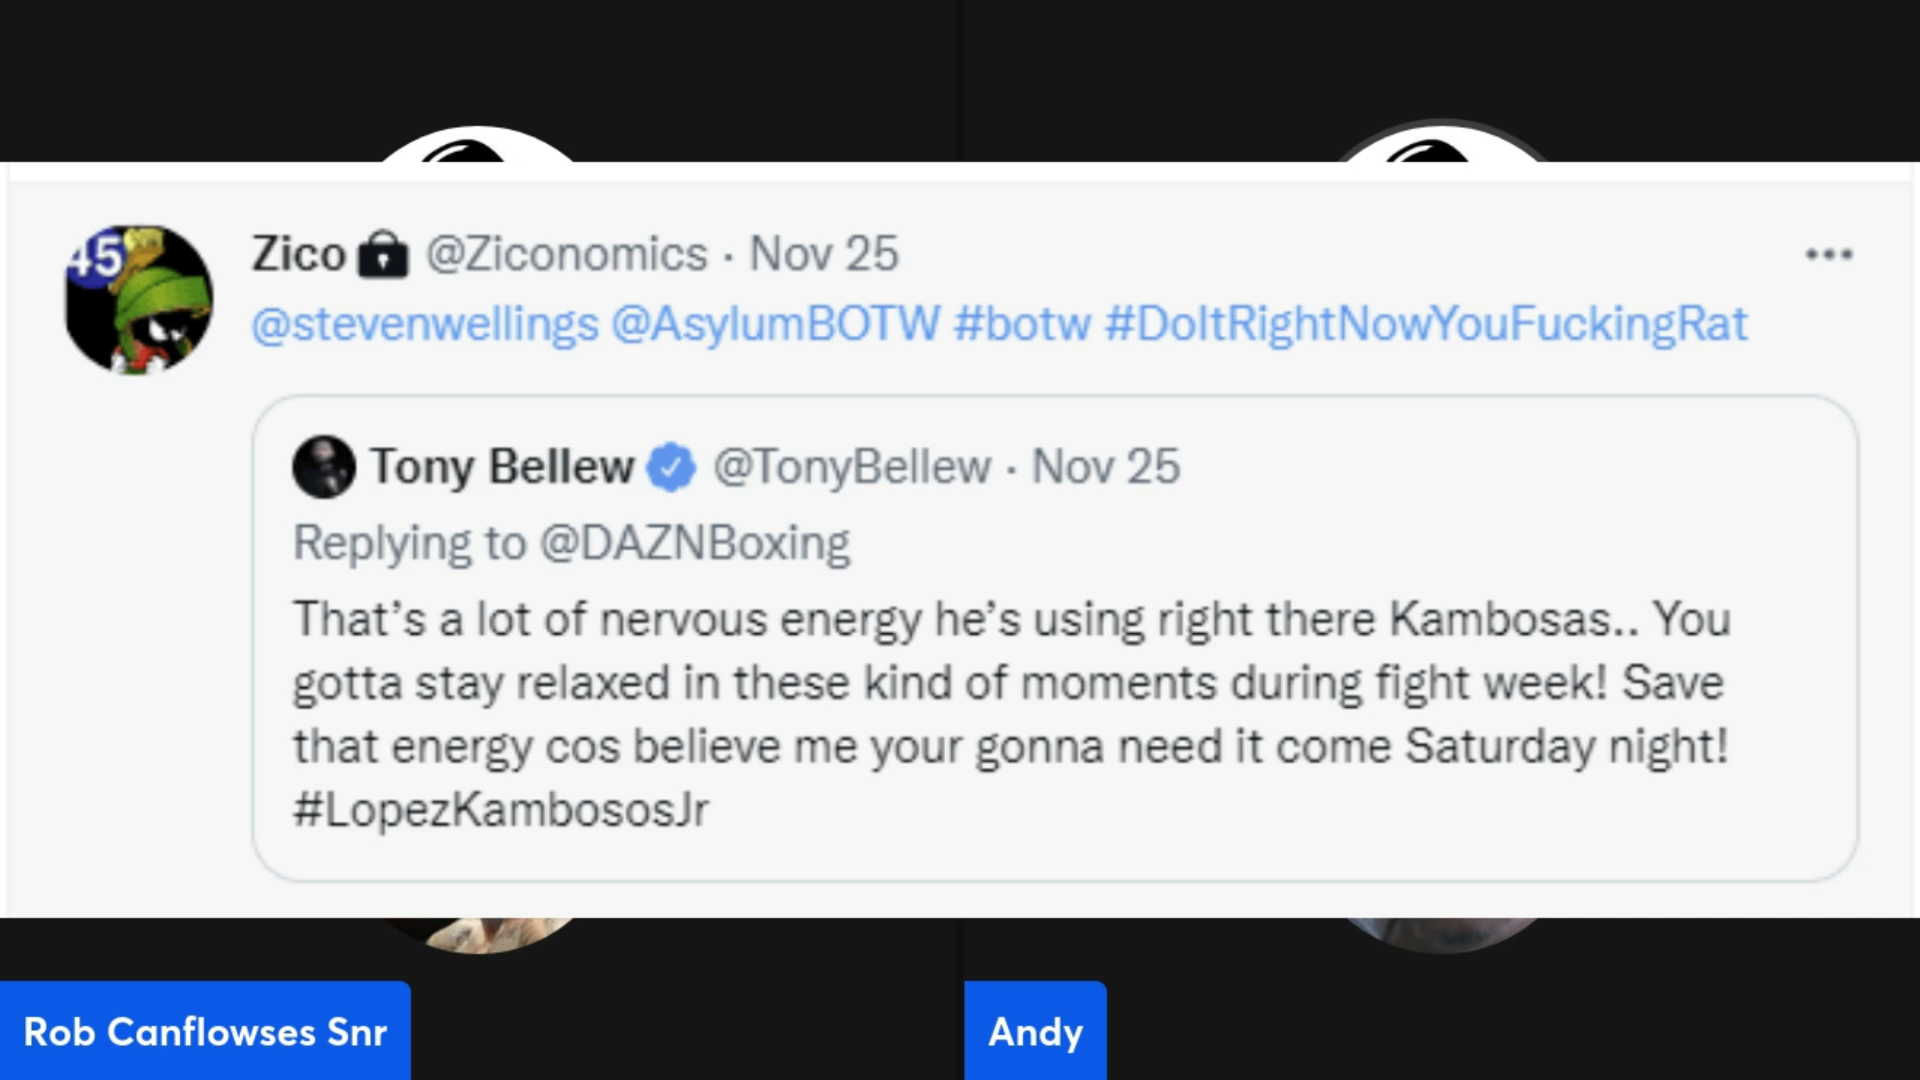 45
Zico @Ziconomics · Nov 25
@stevenwellings @AsylumBOTW #botw #DoItRightNowYouFuckingRat
Tony Bellew @TonyBellew · Nov 25
Replying to @DAZNBoxing
That’s a lot of nervous energy he’s using right there Kambosas.. You
gotta stay relaxed in these kind of moments during fight week! Save
that energy cos believe me your gonna need it come Saturday night!
#LopezKambososJr
Rob Canflowses Snr
Andy